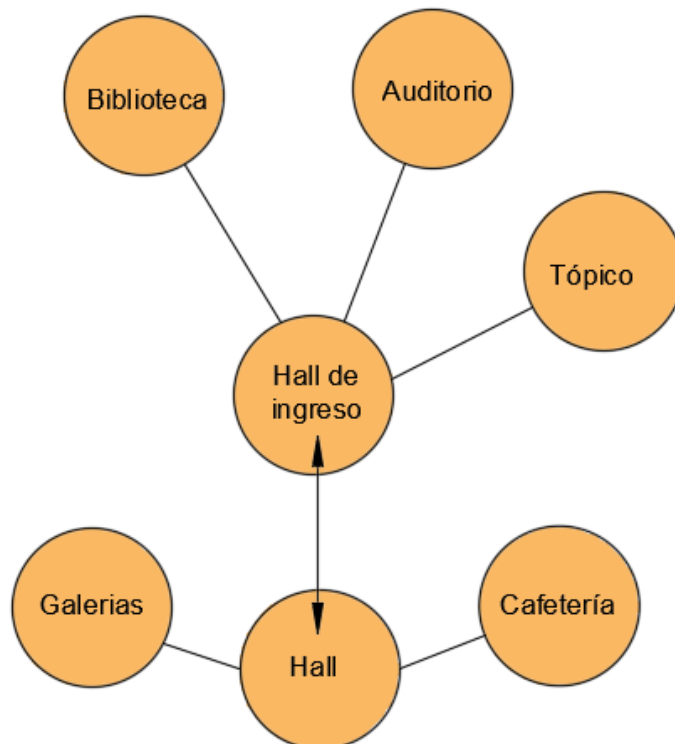 Biblioteca
Auditorio
Tópico
Hall de
ingreso
Galerias
Cafetería
Hall